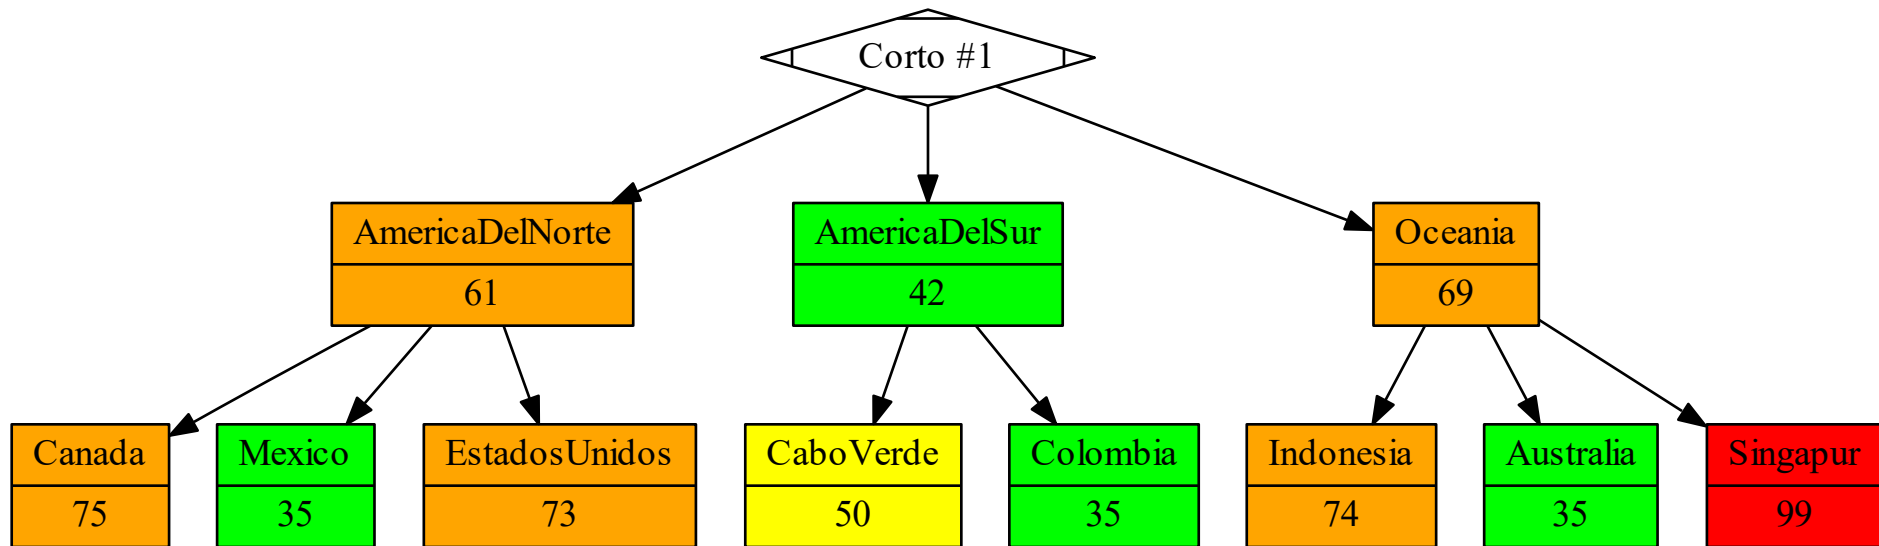 Corto #1
AmericaDelNorte
61
AmericaDelSur
42
Oceania
69
Canada
75
Mexico
35
EstadosUnidos
73
CaboVerde
50
Colombia
35
Indonesia
74
Australia
35
Singapur
99